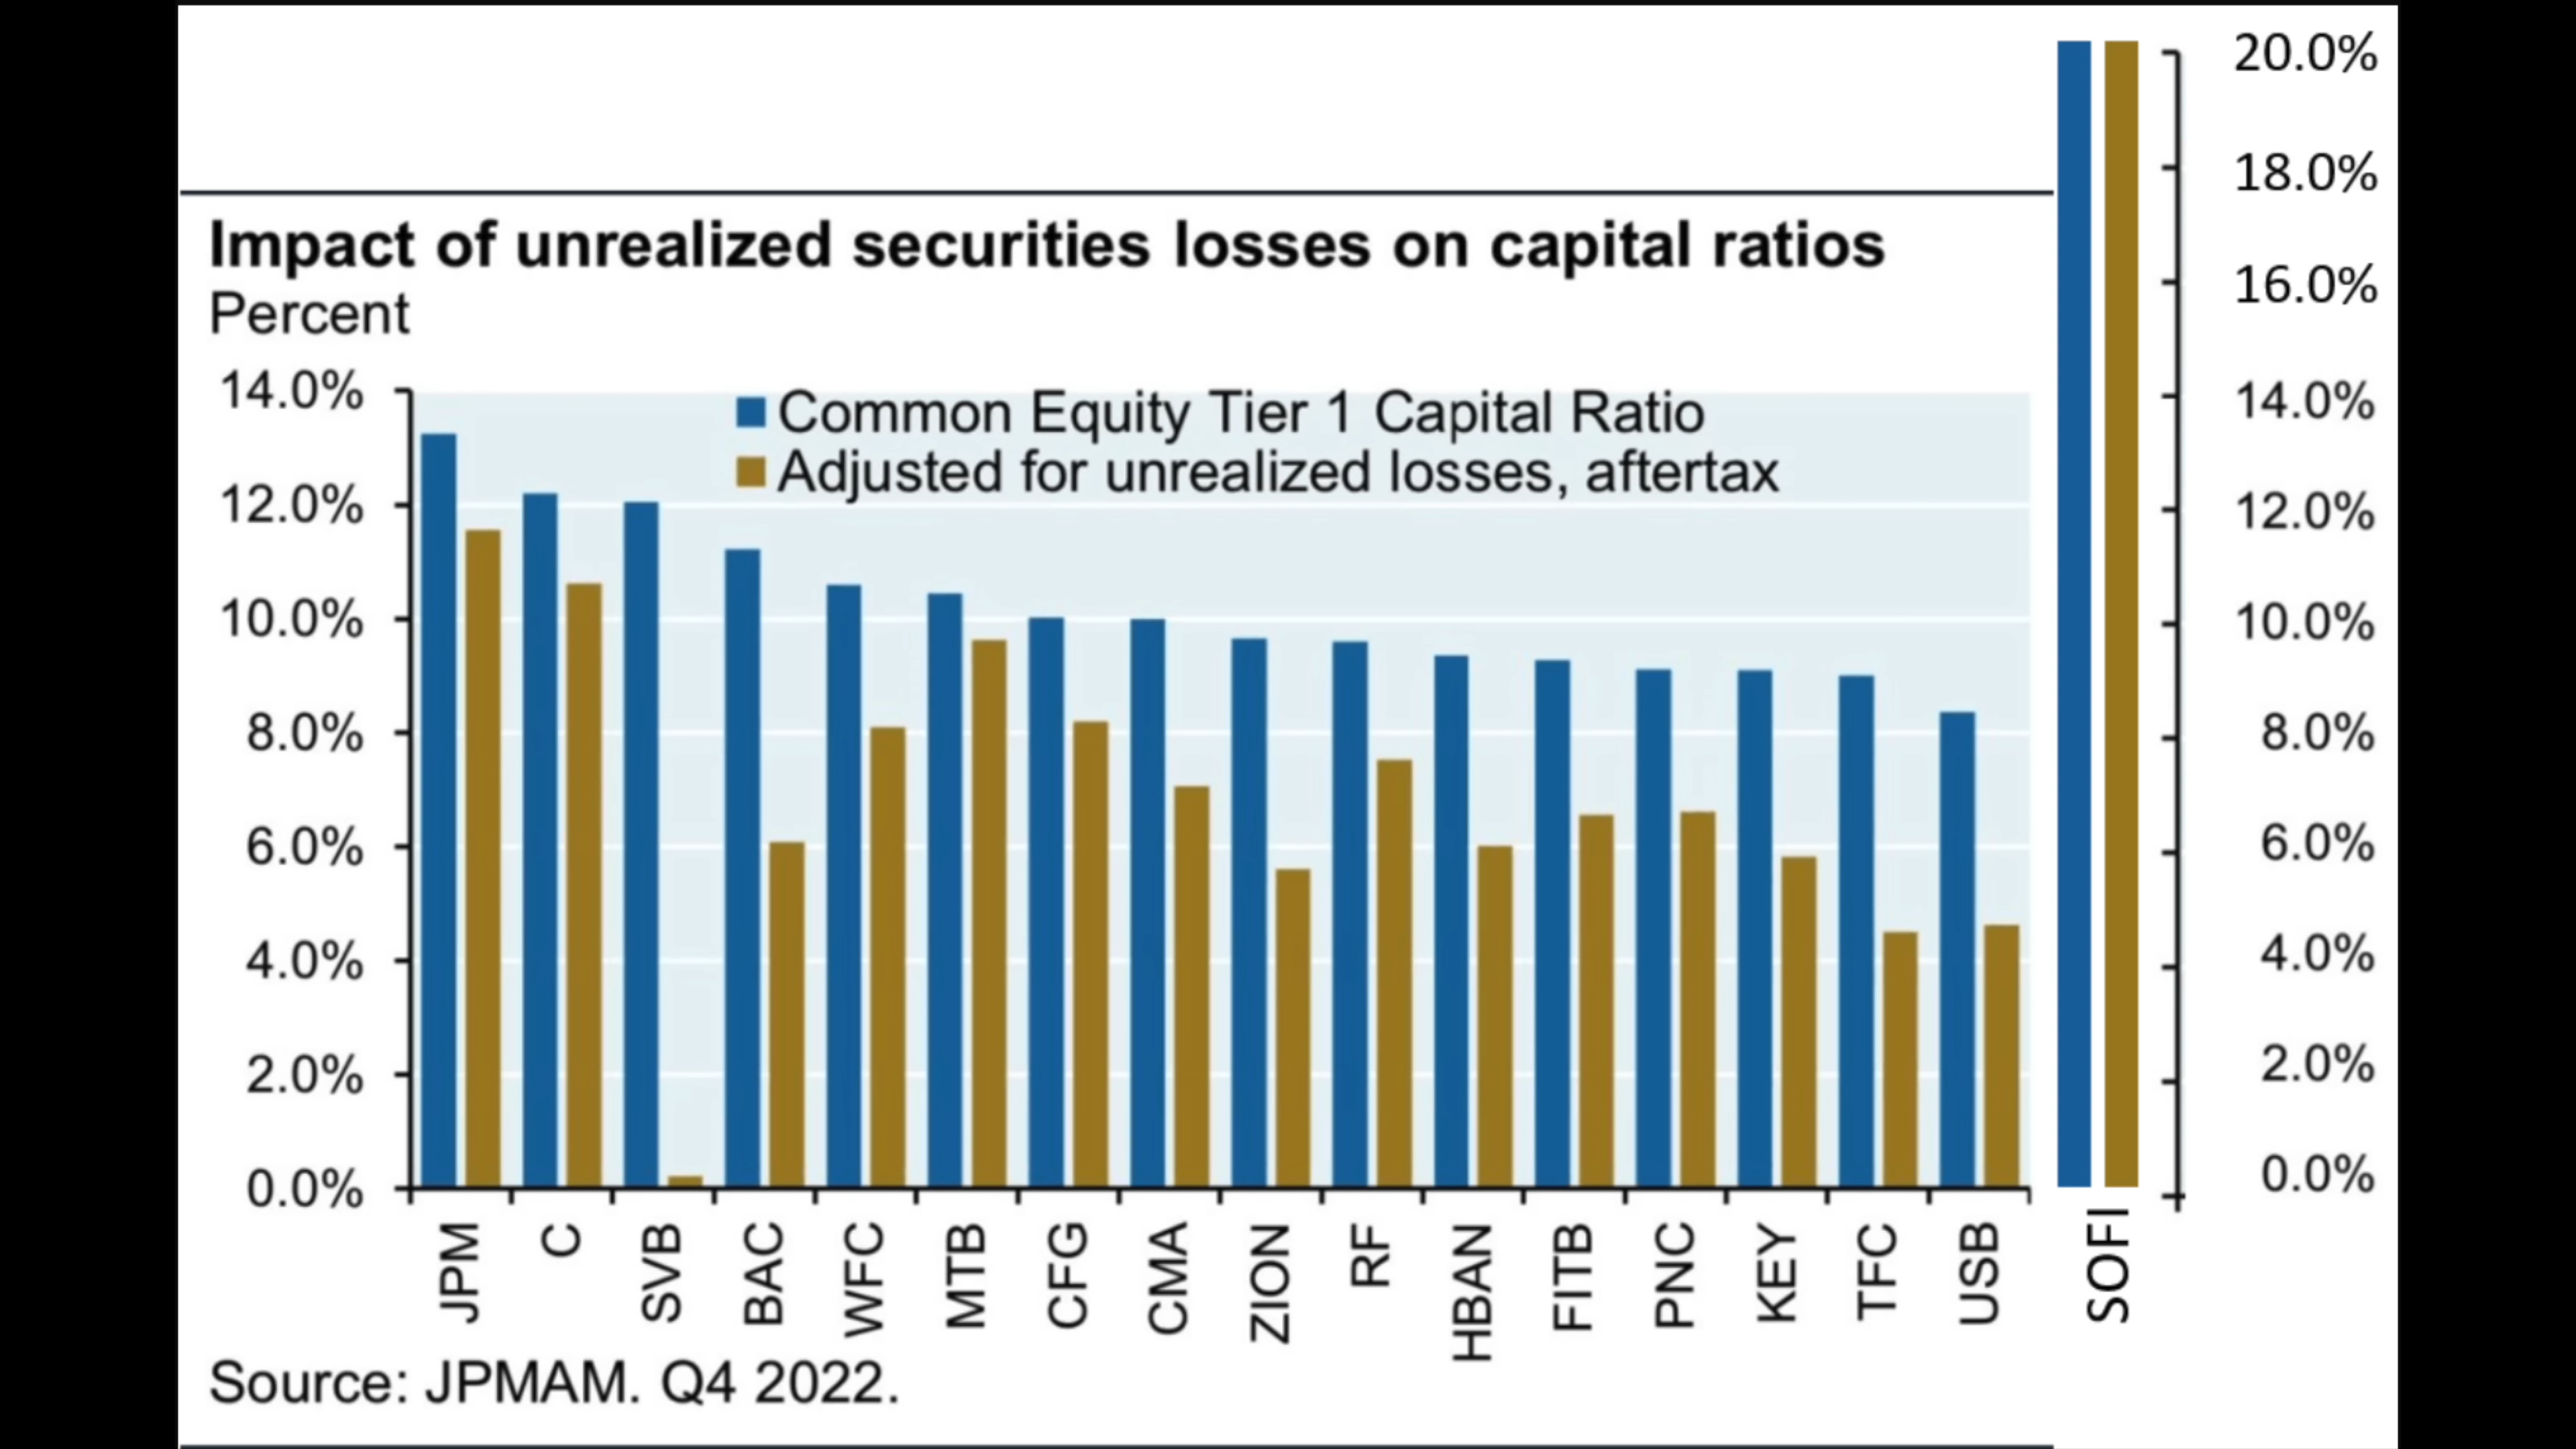 Impact of unrealized securities losses on capital ratios
Percent
14.0%
12.0%
10.0%
8.0%
6.0%
4.0%
2.0%
0.0%
Common Equity Tier 1 Capital Ratio
Adjusted for unrealized losses, aftertax
20.0%
18.0%
16.0%
14.0%
12.0%
10.0%
8.0%
6.0%
4.0%
2.0%
0.0%
JPM
C
SVB
BAC
WFC
MTB
CFG
CMA
ZION
RF
HBAN
FITB
PNC
KEY
TFC
USB
SOFI
Source: JPMAM. Q4 2022.